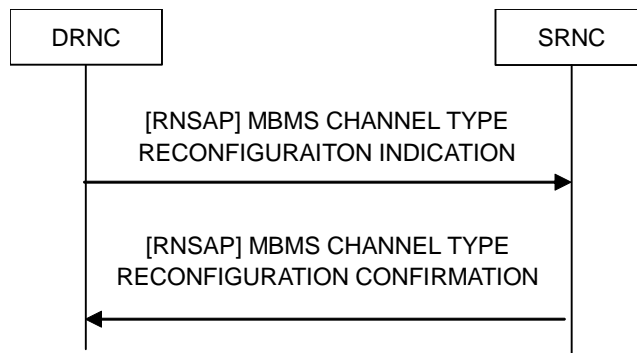 DRNC
SRNC
[RNSAP] MBMS CHANNEL TYPE
RECONFIGURAITON INDICATION
[RNSAP] MBMS CHANNEL TYPE
RECONFIGURATION CONFIRMATION